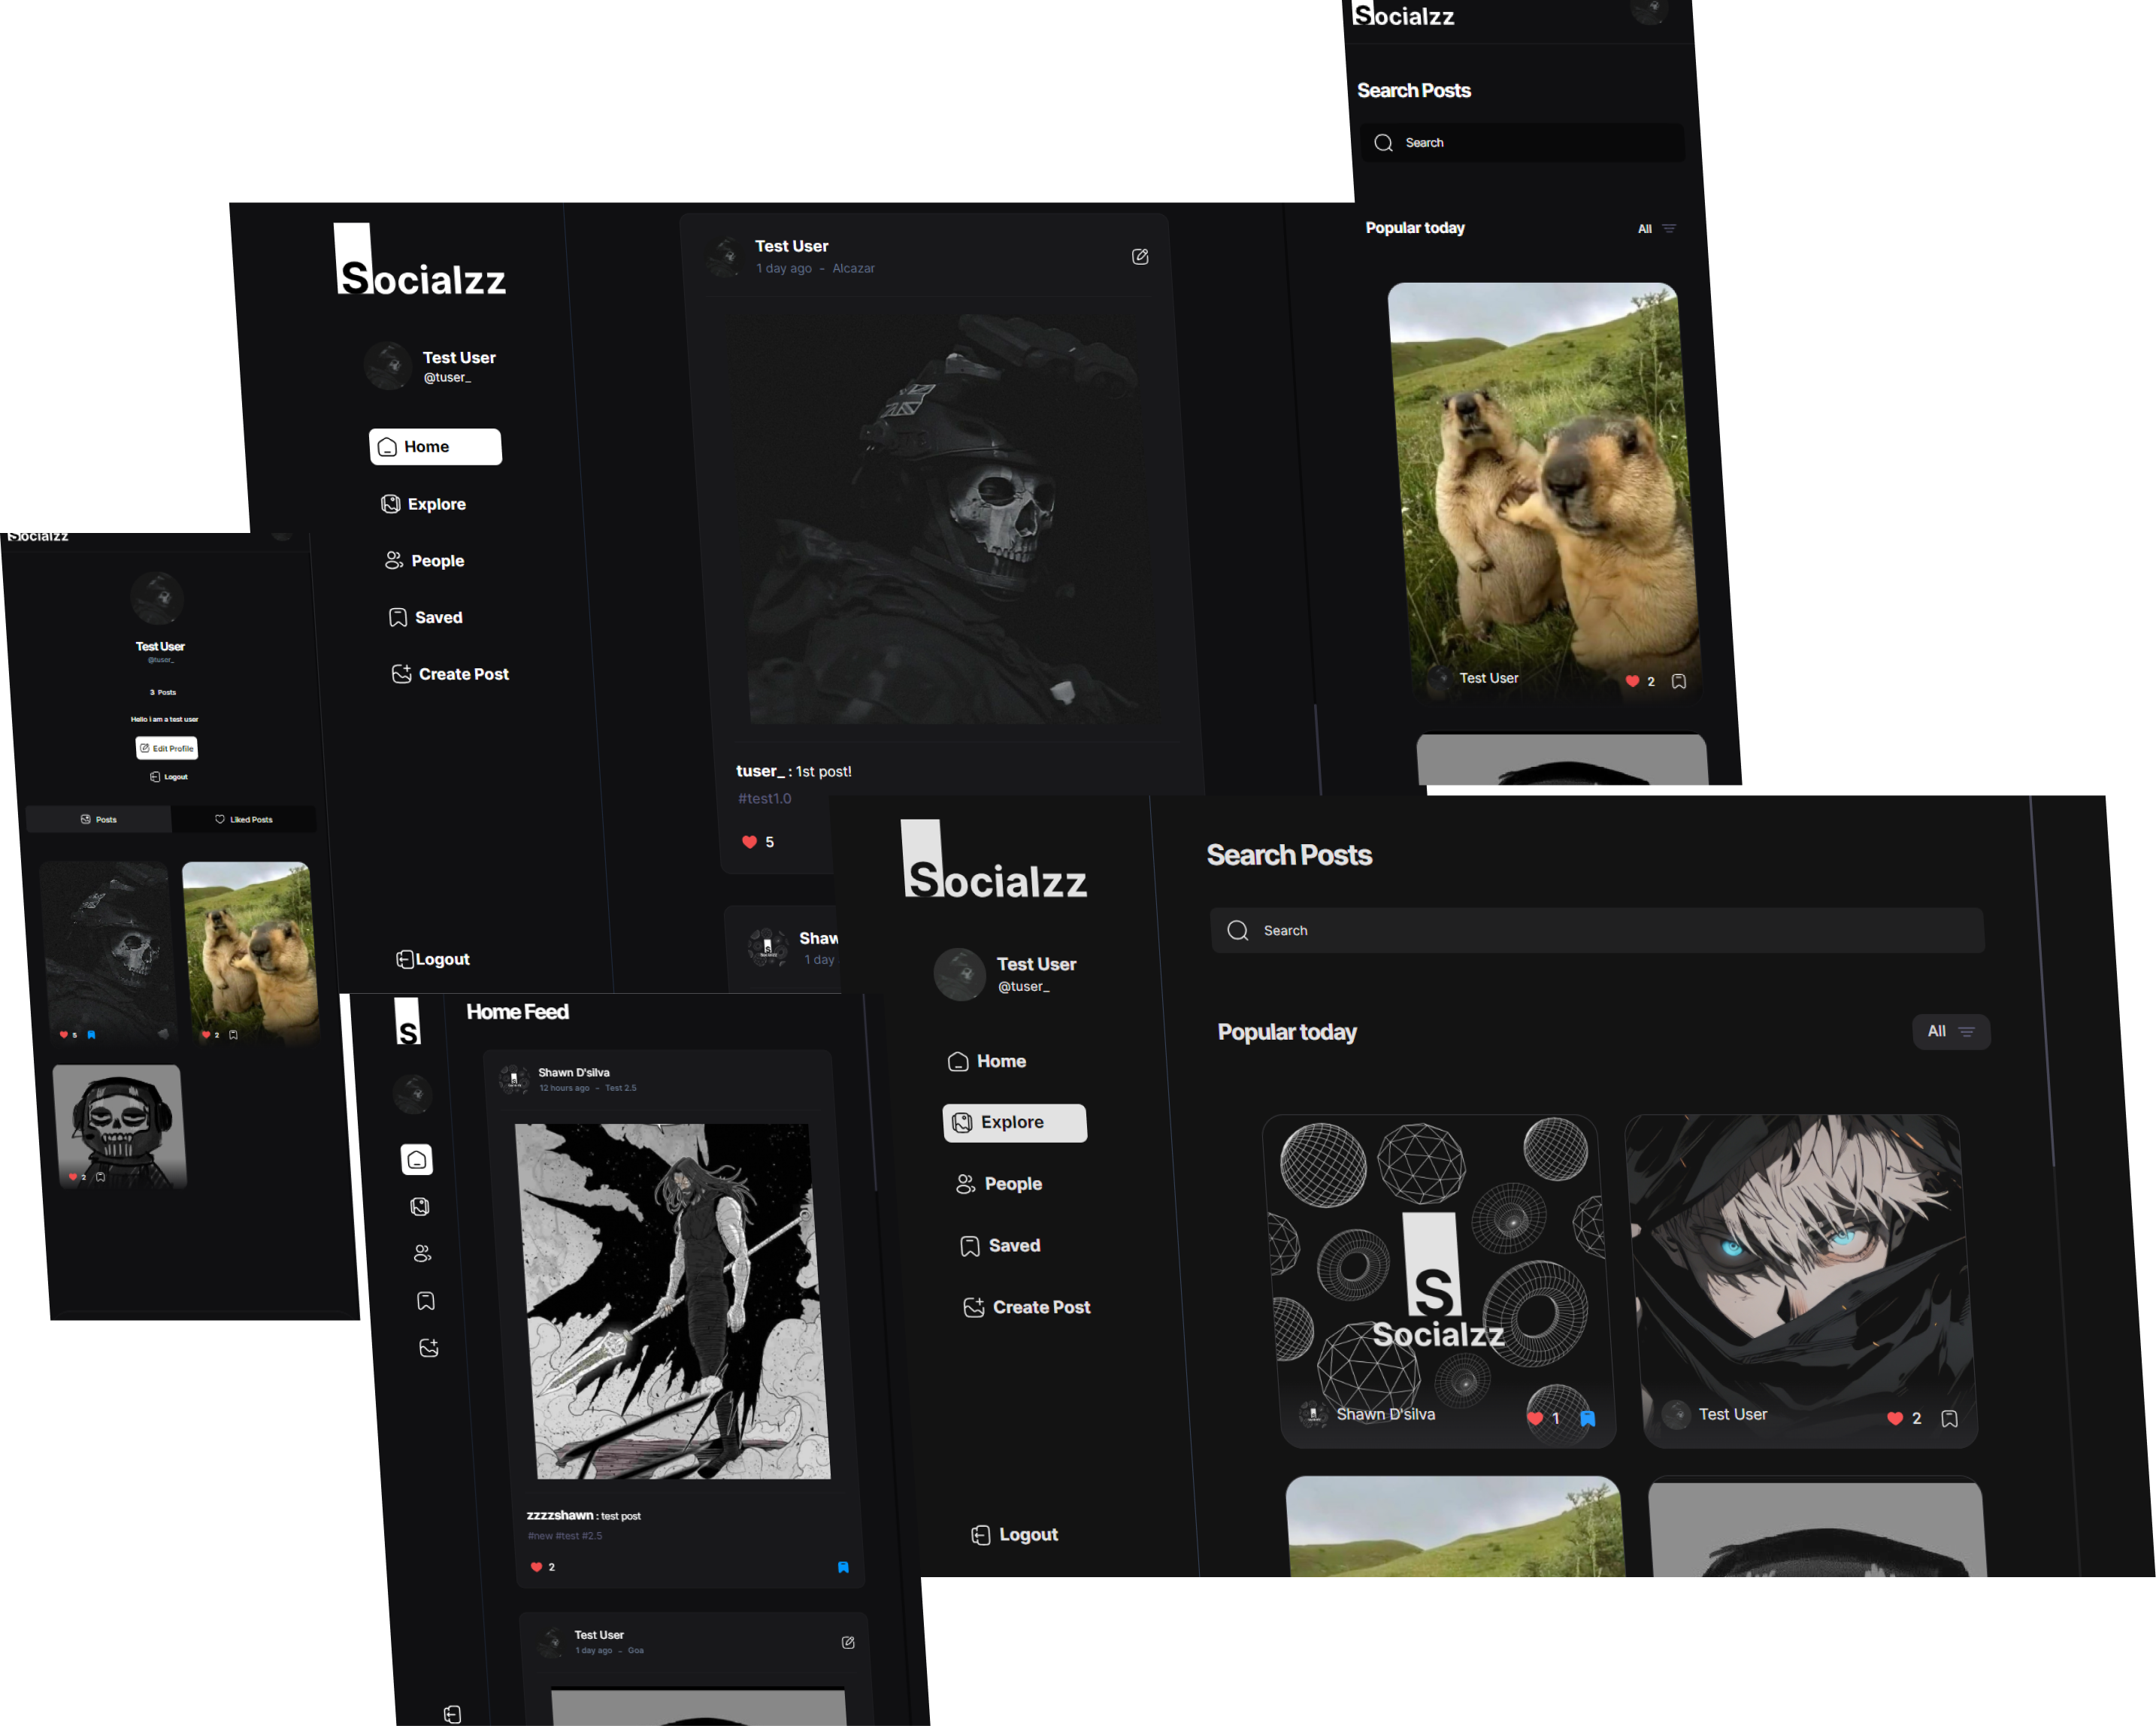 Socialzz
Search Posts
Search
Popular today
All
Test User
2
Socialzz
Test User
@tuser_
Home
Explore
People
Saved
Create Post
Logout
Test User
1 day ago - Alcazar
tuser_ : 1st post!
#test1.0
5
Shaw
1 day
Socialzz
Test User
@tuser_
3 Posts
Hello i am a test user
Edit Profile
Logout
Posts
Liked Posts
5
2
2
S
Home Feed
Shawn D'silva
12 hours ago - Test 2.5
zzzzshawn : test post
#new #test #2.5
2
Test User
1 day ago - Goa
Socialzz
Test User
@tuser_
Home
Explore
People
Saved
Create Post
Logout
Search Posts
Search
Popular today
All
S
Socialzz
Shawn D'silva
1
Test User
2